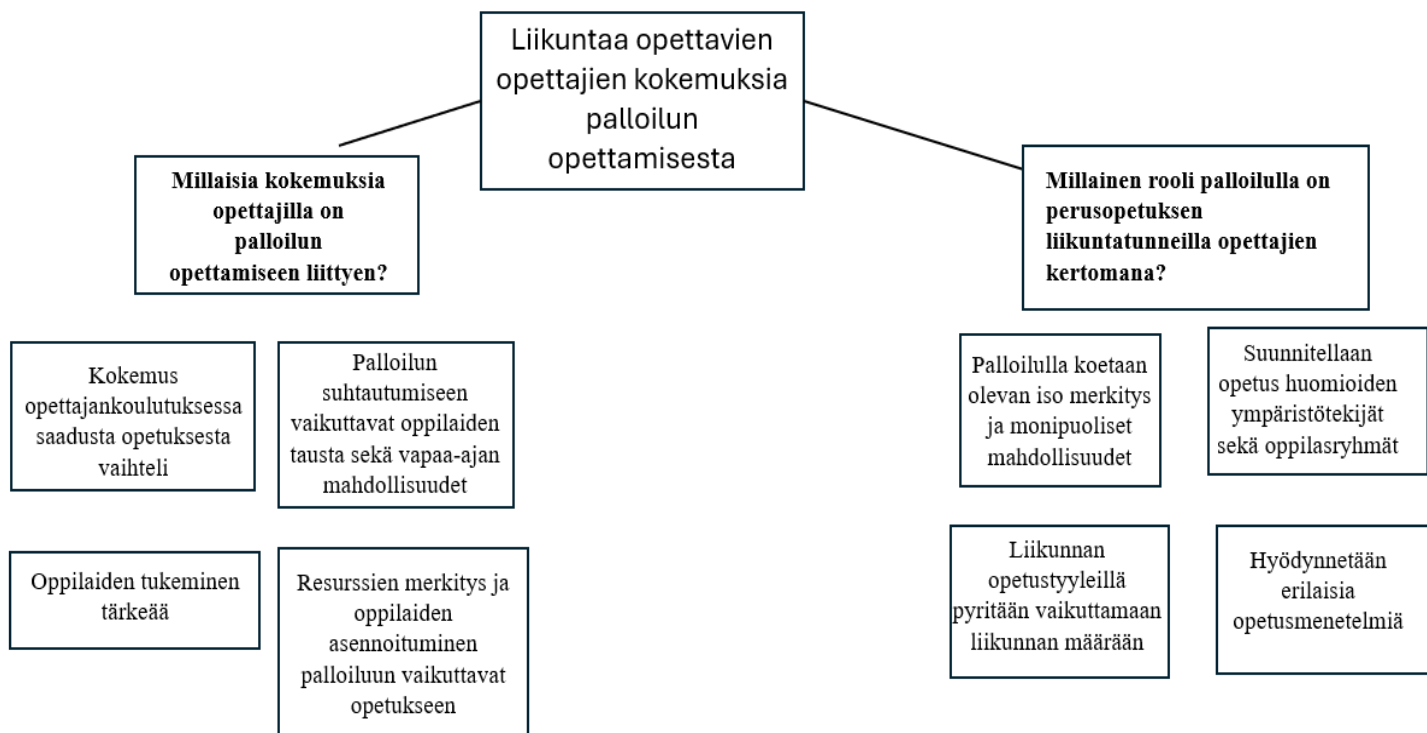 Liikuntaa opettavien
opettajien kokemuksia
palloilun
opettamisesta
Millaisia kokemuksia
opettajilla on
palloilun
opettamiseen liittyen?
Millainen rooli palloilulla on
perusopetuksen
liikuntatunneilla opettajien
kertomana?
Kokemus
opettajankoulutuksessa
saadusta opetuksesta
vaihteli
Palloilun
suhtautumiseen
vaikuttavat oppilaiden
tausta sekä vapaa-ajan
mahdollisuudet
Palloilulla koetaan
olevan iso merkitys
ja monipuoliset
mahdollisuudet
Suunnitellaan
opetus huomioiden
ympäristötekijät
sekä oppilasryhmät
Oppilaiden tukeminen
tärkeää
Resurssien merkitys ja
oppilaiden
asennoituminen
palloiluun vaikuttavat
opetukseen
Liikunnan
opetustyyleillä
pyritään vaikuttamaan
liikunnan määrään
Hyödynnetään
erilaisia
opetusmenetelmiä